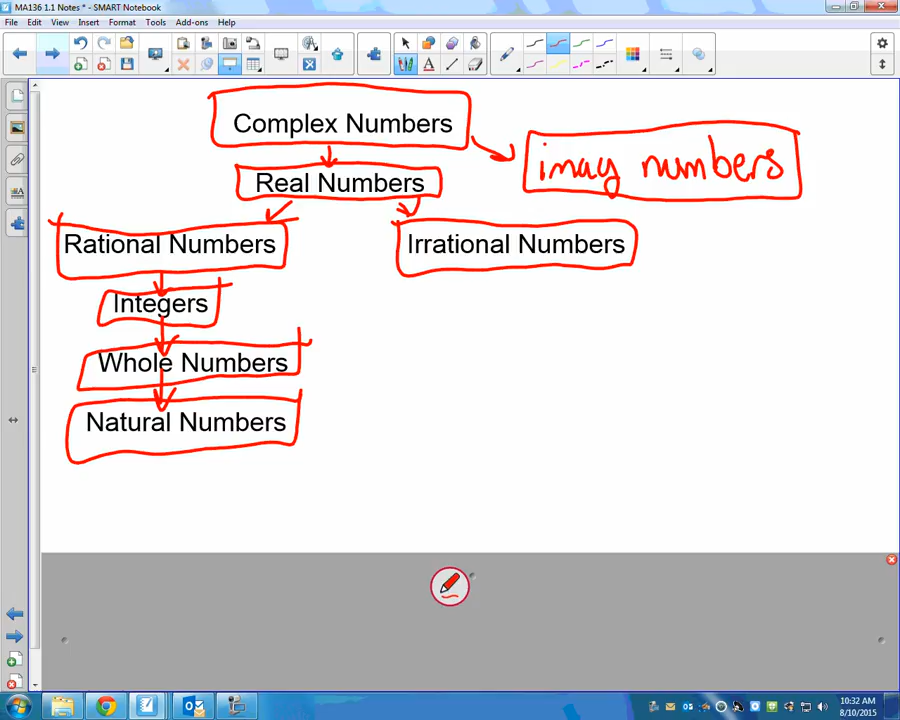 MA136 1.1 Notes * - SMART Notebook
File Edit View Insert Format Tools Add-ons Help
Complex Numbers
imag numbers
Real Numbers
Rational Numbers
Irrational Numbers
Integers
Whole Numbers
Natural Numbers
10:32 AM
8/10/2015